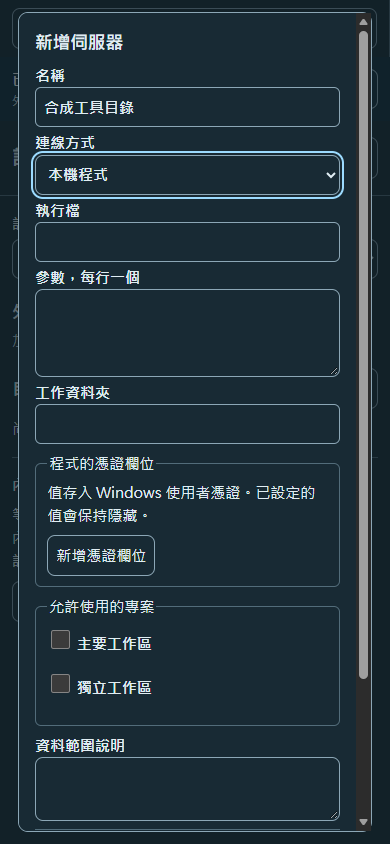 新增伺服器
名稱
合成工具目錄
連線方式
本機程式
執行檔
參數，每行一個
工作資料夾
程式的憑證欄位
值存入 Windows 使用者憑證。已設定的
值會保持隱藏。
新增憑證欄位
允許使用的專案
主要工作區
獨立工作區
資料範圍說明